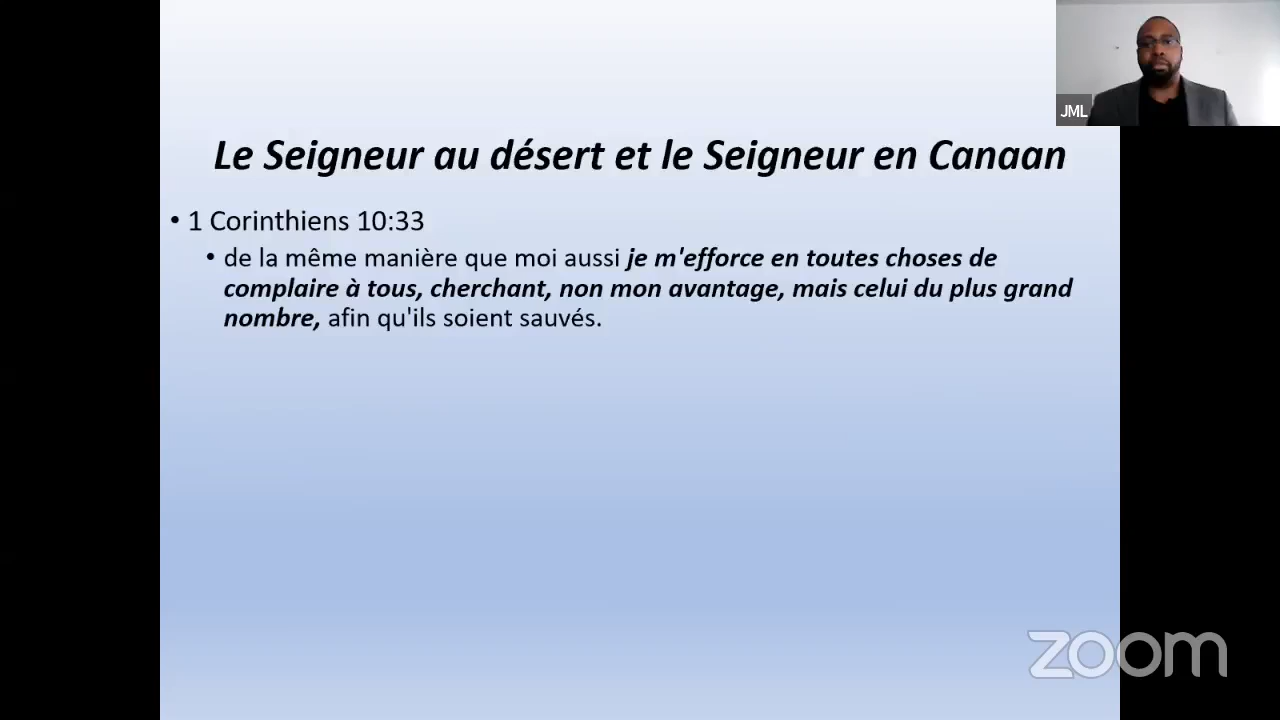 JML
Le Seigneur au désert et le Seigneur en Canaan
• 1 Corinthiens 10:33
• de la même manière que moi aussi je m'efforce en toutes choses de
complaire à tous, cherchant, non mon avantage, mais celui du plus grand
nombre, afin qu'ils soient sauvés.
zoom